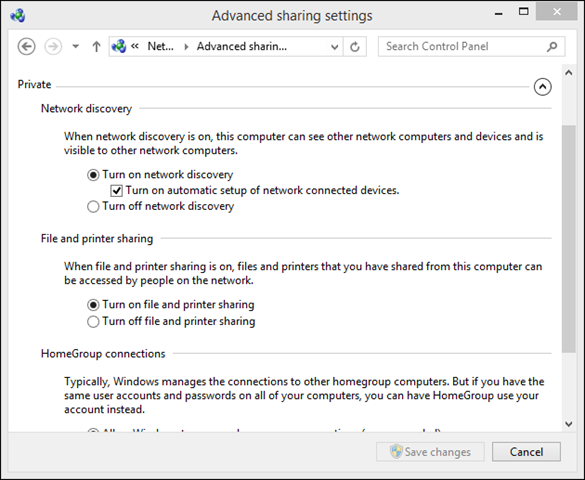 Advanced sharing settings
« Net... Advanced sharin... Search Control Panel
Private
Network discovery
When network discovery is on, this computer can see other network computers and devices and is
visible to other network computers.
Turn on network discovery
Turn on automatic setup of network connected devices.
Turn off network discovery
File and printer sharing
When file and printer sharing is on, files and printers that you have shared from this computer can
be accessed by people on the network.
Turn on file and printer sharing
Turn off file and printer sharing
HomeGroup connections
Typically, Windows manages the connections to other homegroup computers. But if you have the
same user accounts and passwords on all of your computers, you can have HomeGroup use your
account instead.
Save changes Cancel